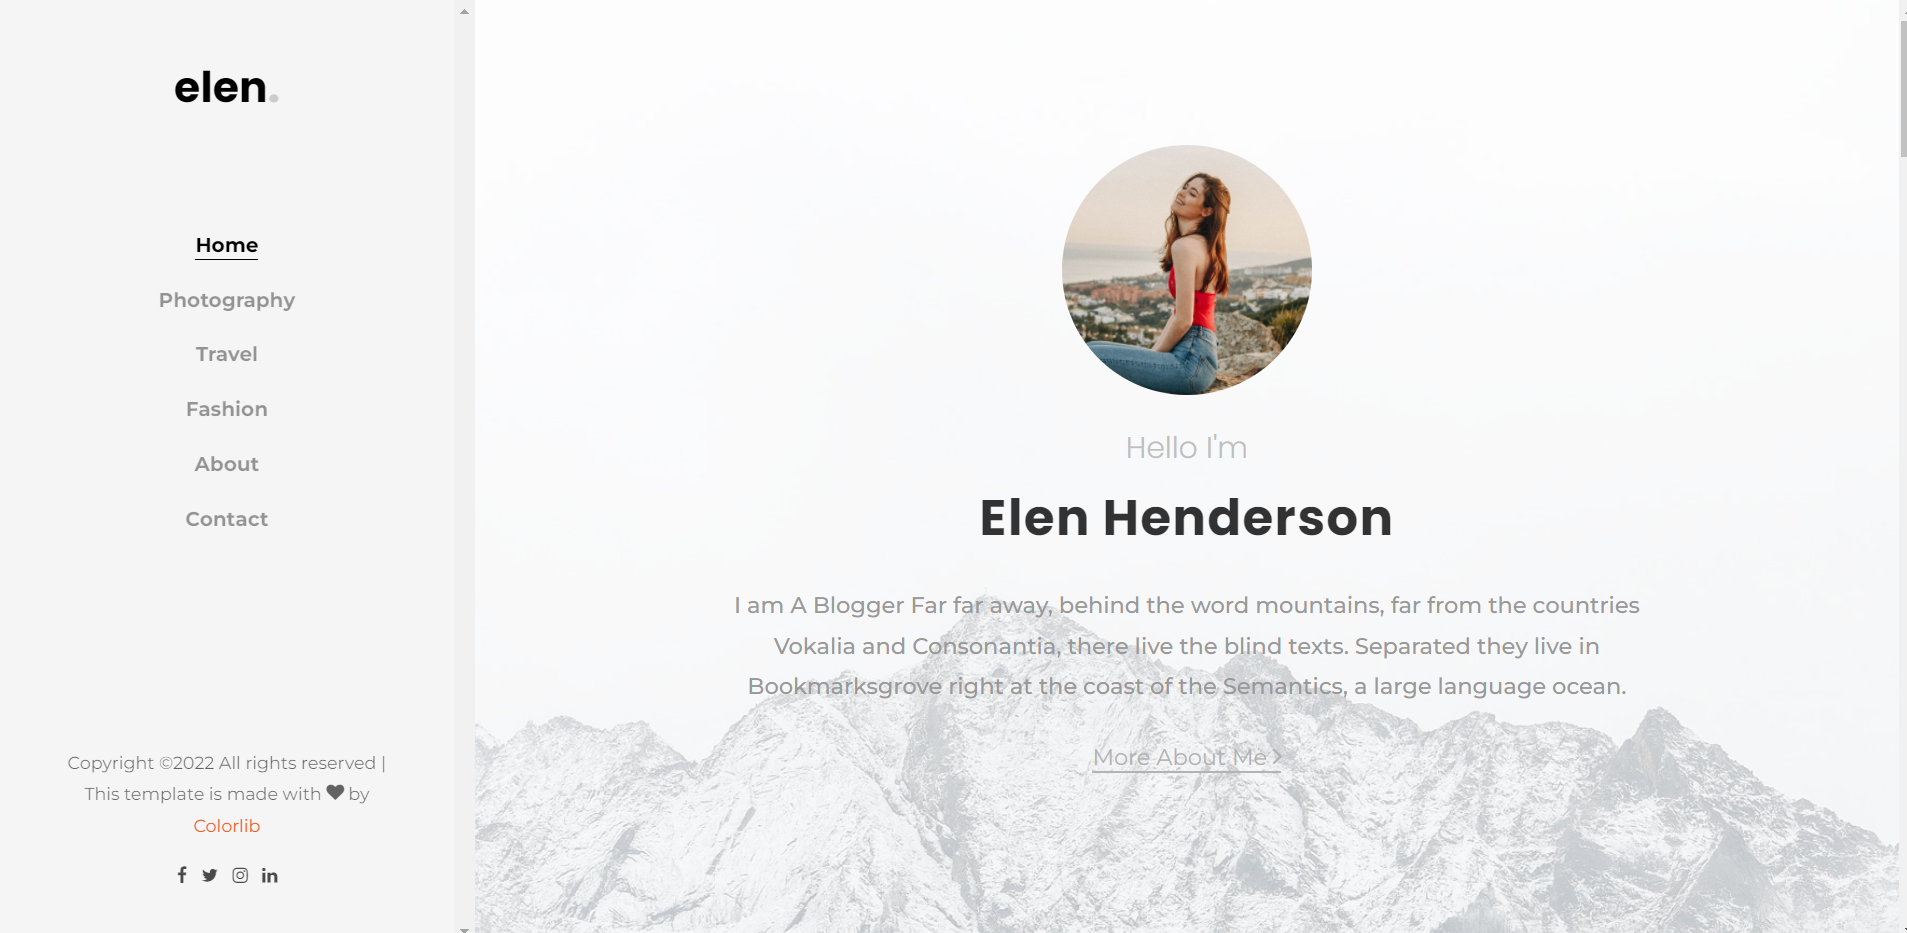 elen.
Home
Photography
Travel
Fashion
About
Contact
Copyright ©2022 All rights reserved |
This template is made with ♥ by
Colorlib
Hello I'm
Elen Henderson
I am A Blogger Far far away, behind the word mountains, far from the countries
Vokalia and Consonantia, there live the blind texts. Separated they live in
Bookmarksgrove right at the coast of the Semantics, a large language ocean.
More About Me >